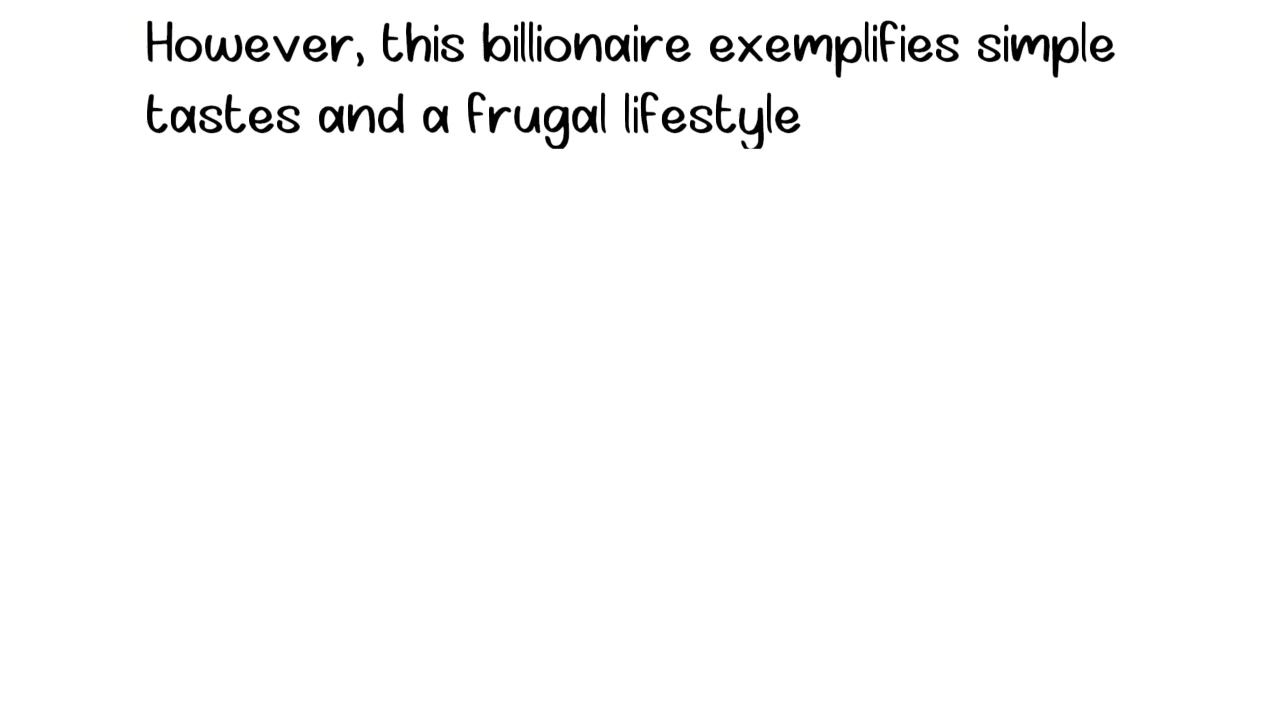 However, this billionaire exemplifies simple
tastes and a frugal lifestyle